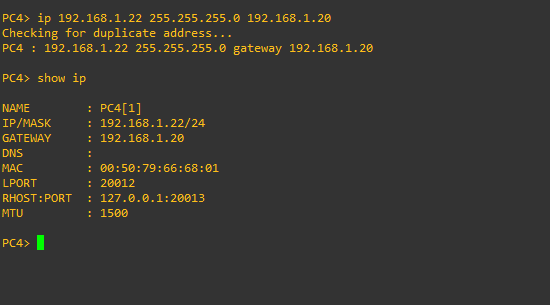 PC4> ip 192.168.1.22 255.255.255.0 192.168.1.20
Checking for duplicate address...
PC4 : 192.168.1.22 255.255.255.0 gateway 192.168.1.20
PC4> show ip
NAME        : PC4[1]
IP/MASK     : 192.168.1.22/24
GATEWAY     : 192.168.1.20
DNS         :
MAC         : 00:50:79:66:68:01
LPORT       : 20012
RHOST:PORT  : 127.0.0.1:20013
MTU         : 1500
PC4>